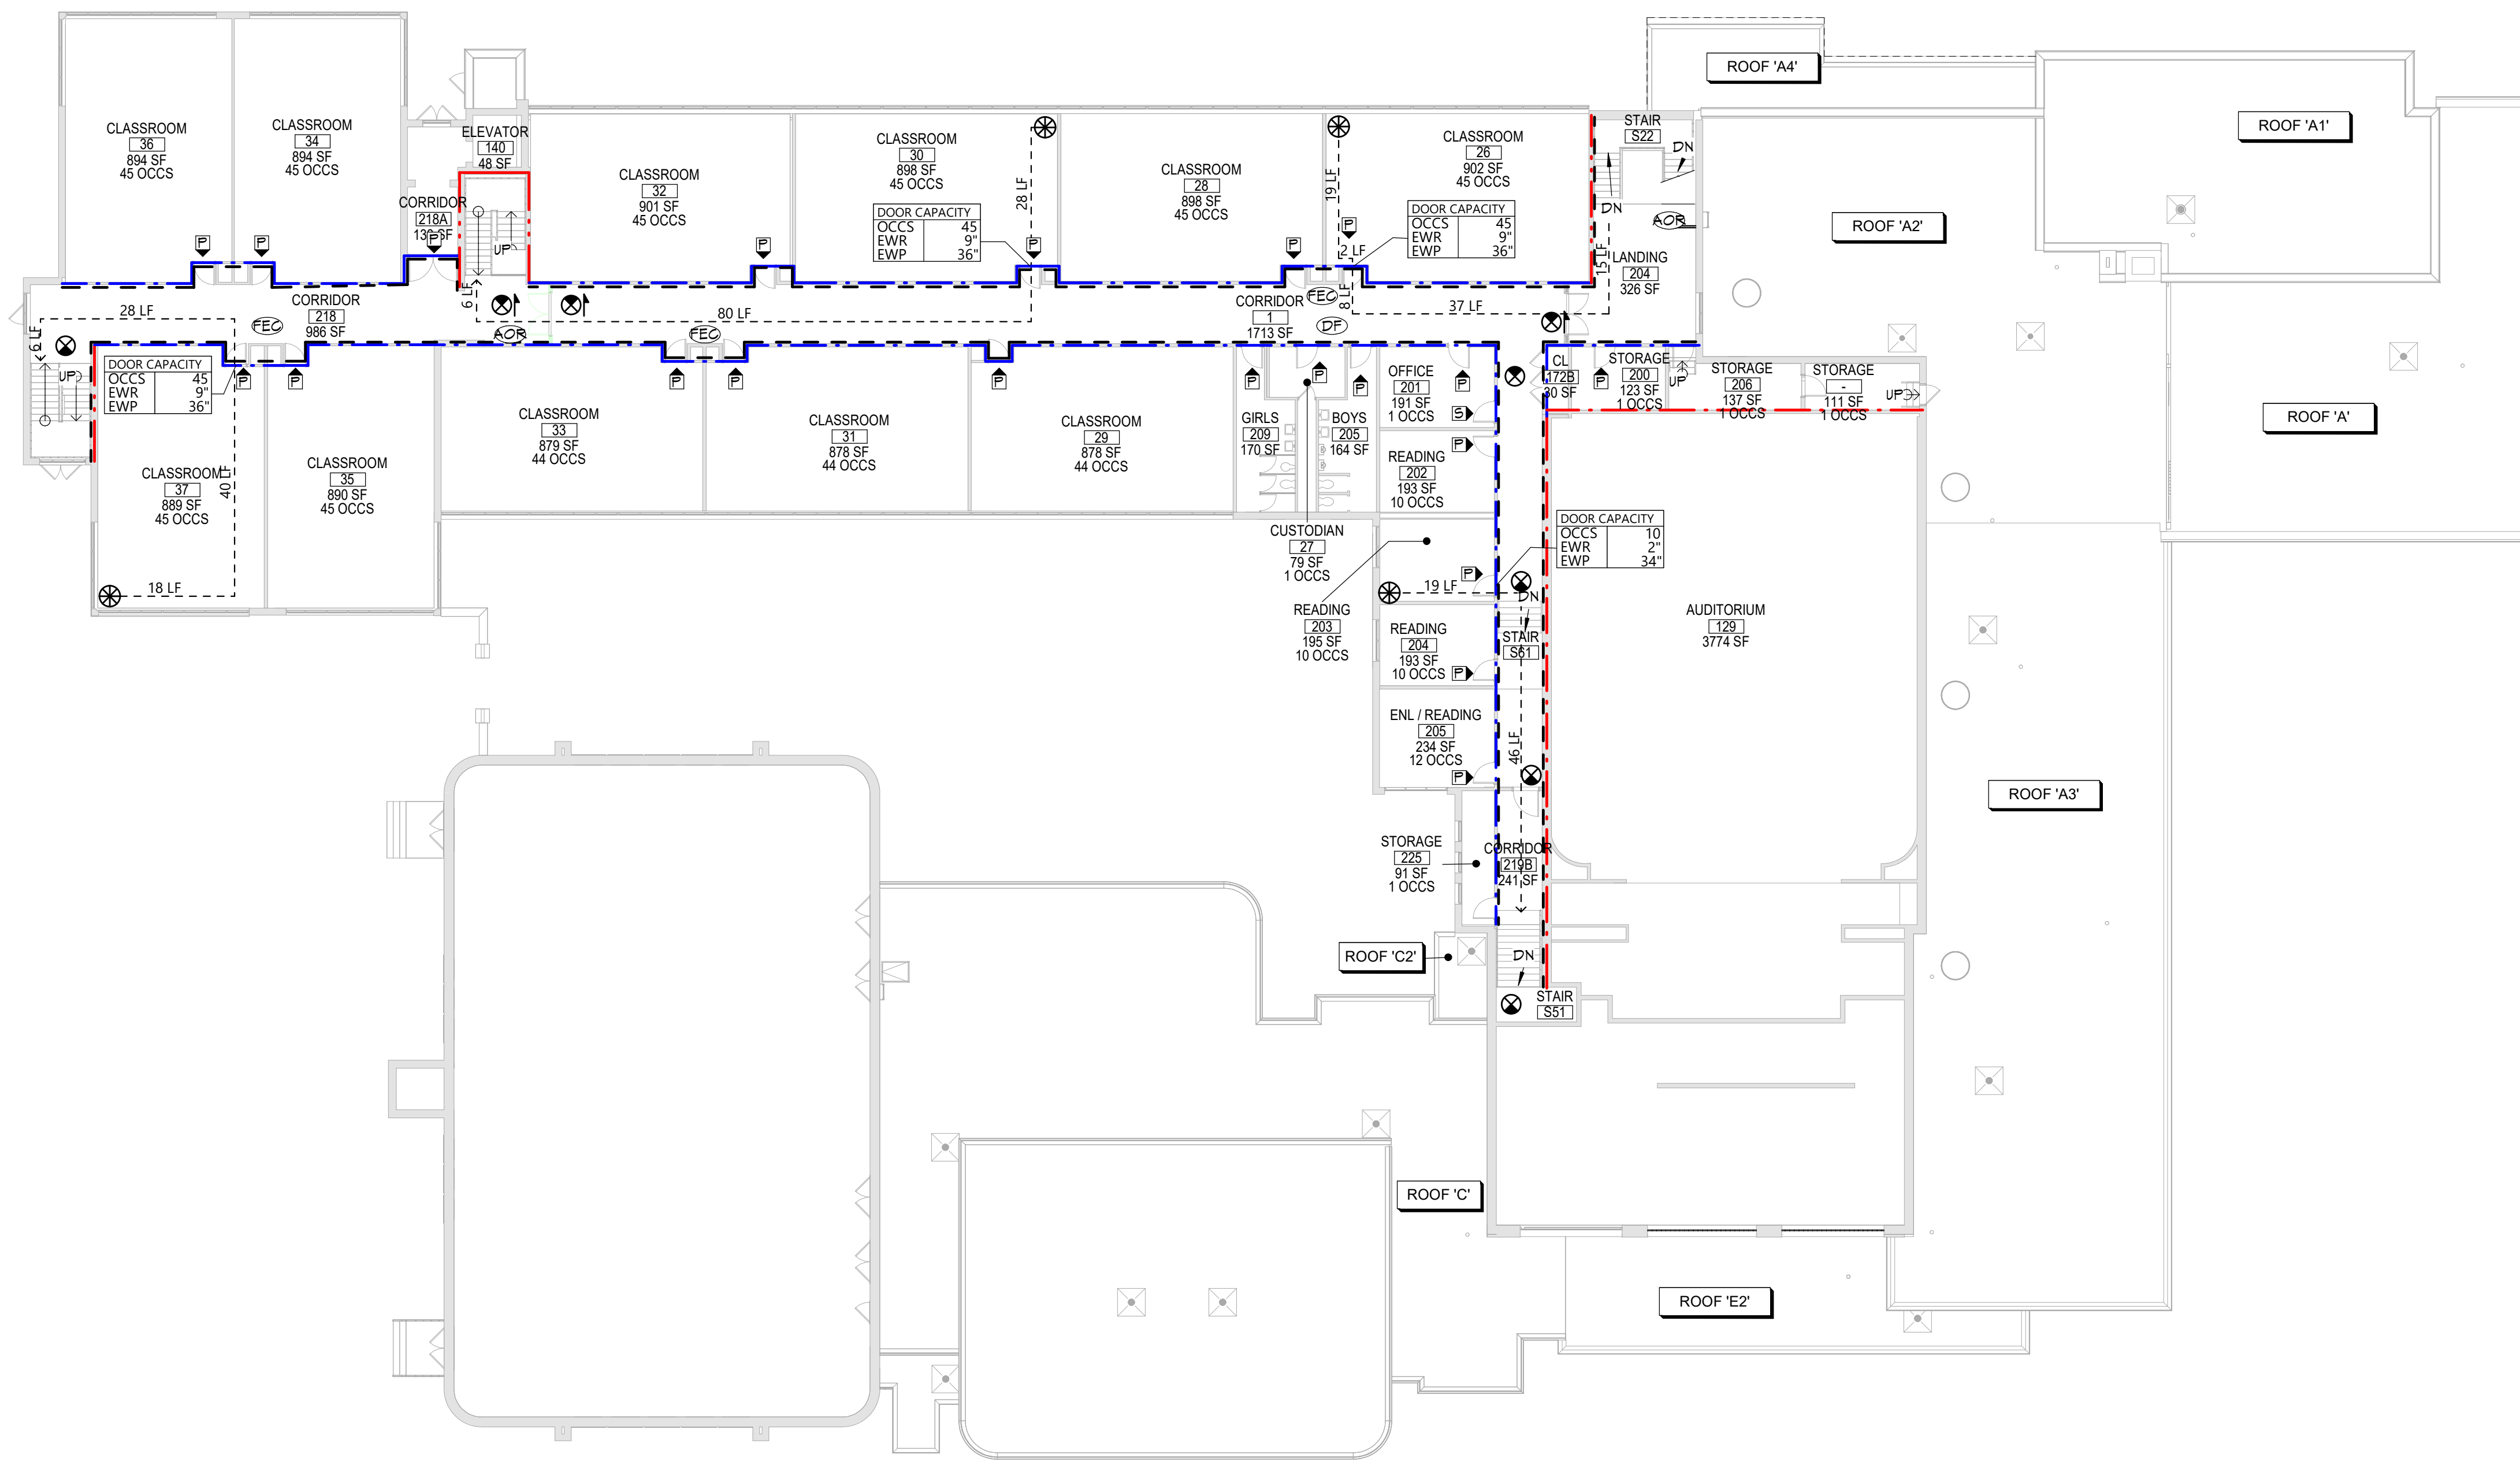 CLASSROOM
36
894 SF
45 OCCS
CLASSROOM
34
894 SF
45 OCCS
ELEVATOR
140
48 SF
CORRIDOR
218A
P
UP
CLASSROOM
32
901 SF
45 OCCS
CLASSROOM
30
898 SF
45 OCCS
28 LF
DOOR CAPACITY
OCCS 45
EWR 9"
EWP 36"
CLASSROOM
28
898 SF
45 OCCS
19 LF
CLASSROOM
26
902 SF
45 OCCS
DOOR CAPACITY
OCCS 45
EWR 9"
EWP 36"
2 LF
STAIR
S22
DN
DN
AOR
15 LF
LANDING
204
326 SF
ROOF 'A4'
ROOF 'A1'
ROOF 'A2'
ROOF 'A'
P
P
P
P
P
P
28 LF
CORRIDOR
218
986 SF
FEC
6 LF
6 LF
AOR
80 LF
FEC
CORRIDOR
1
1713 SF
FEC
DF
8 LF
37 LF
UP
DOOR CAPACITY
OCCS 45
EWR 9"
EWP 36"
P
P
P
P
P
P
P
P
P
CLASSROOM
37
889 SF
45 OCCS
40 LF
18 LF
CLASSROOM
35
890 SF
45 OCCS
CLASSROOM
33
879 SF
44 OCCS
CLASSROOM
31
878 SF
44 OCCS
CLASSROOM
29
878 SF
44 OCCS
GIRLS
209
170 SF
BOYS
205
164 SF
OFFICE
201
191 SF
1 OCCS
S
READING
202
193 SF
10 OCCS
P
CL
172B
30 SF
STORAGE
200
123 SF
1 OCCS
P
UP
STORAGE
206
137 SF
1 OCCS
STORAGE
-
111 SF
1 OCCS
UP
CUSTODIAN
27
79 SF
1 OCCS
DOOR CAPACITY
OCCS 10
EWR 2"
EWP 34"
P
19 LF
DN
READING
203
195 SF
10 OCCS
READING
204
193 SF
10 OCCS
P
STAIR
S61
AUDITORIUM
129
3774 SF
ENL / READING
205
234 SF
12 OCCS
P
46 LF
ROOF 'A3'
STORAGE
225
91 SF
1 OCCS
CORRIDOR
219B
241 SF
ROOF 'C2'
DN
STAIR
S51
ROOF 'C'
ROOF 'E2'